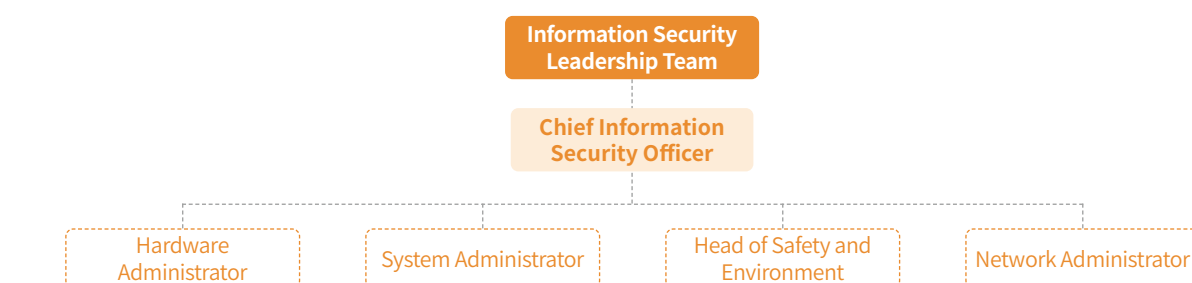 Information Security
Leadership Team
Chief Information
Security Officer
Hardware
Administrator
System Administrator
Head of Safety and
Environment
Network Administrator